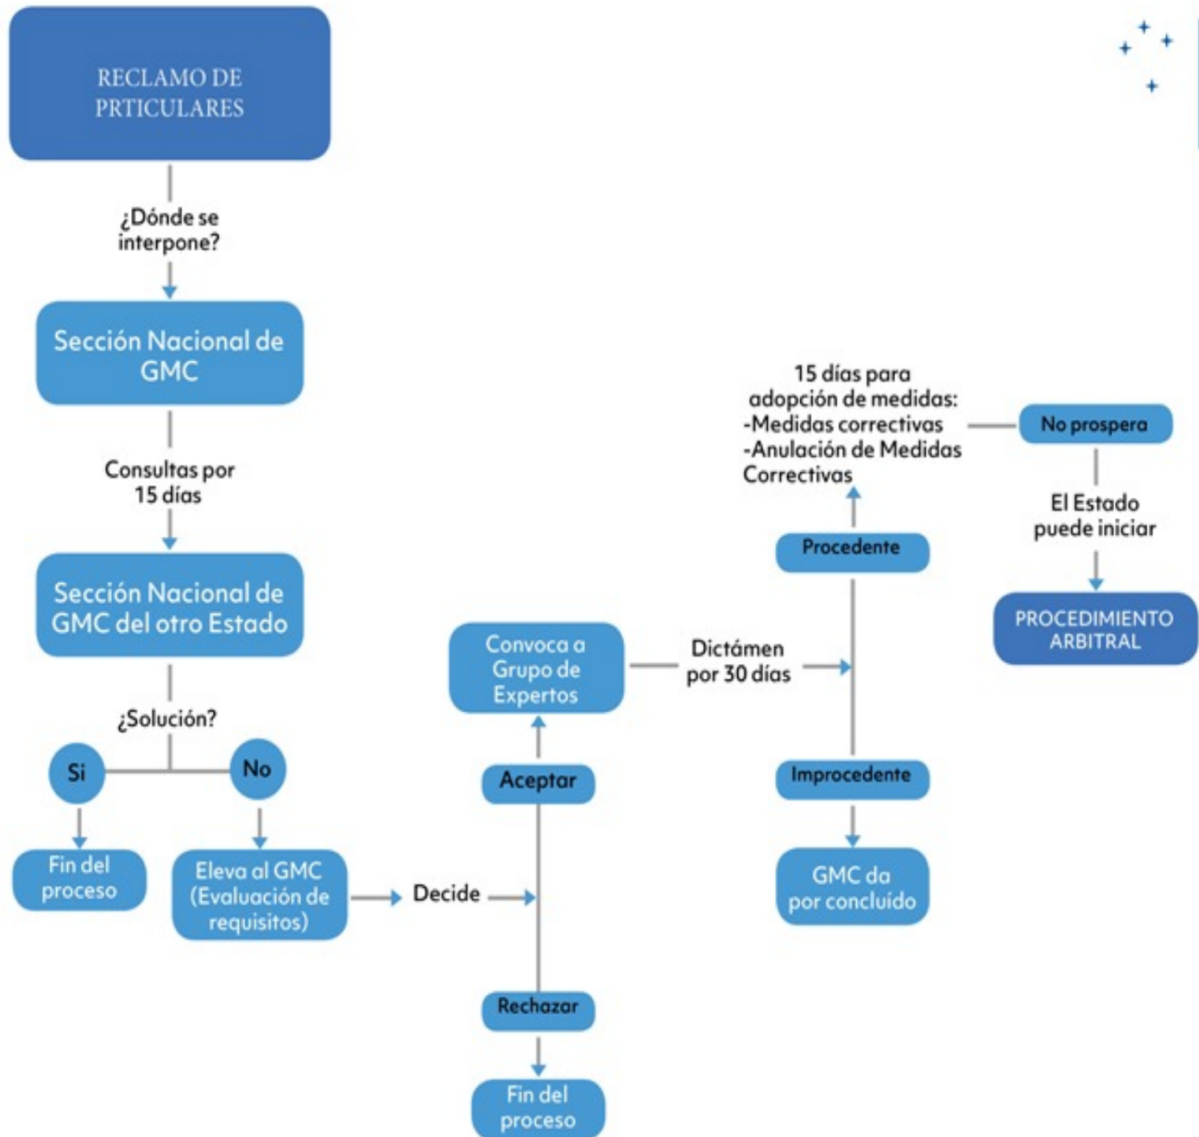 RECLAMO DE
PRTICULARES
¿Dónde se
interpone?
Sección Nacional de
GMC
Consultas por
15 días
Sección Nacional de
GMC del otro Estado
¿Solución?
Si
No
Fin del
proceso
Eleva al GMC
(Evaluación de
requisitos)
Decide
Aceptar
Convoca a
Grupo de
Expertos
Rechazar
Fin del
proceso
Dictámen
por 30 días
Procedente
15 días para
adopción de medidas:
-Medidas correctivas
-Anulación de Medidas
Correctivas
No prospera
El Estado
puede iniciar
PROCEDIMIENTO
ARBITRAL
Improcedente
GMC da
por concluído